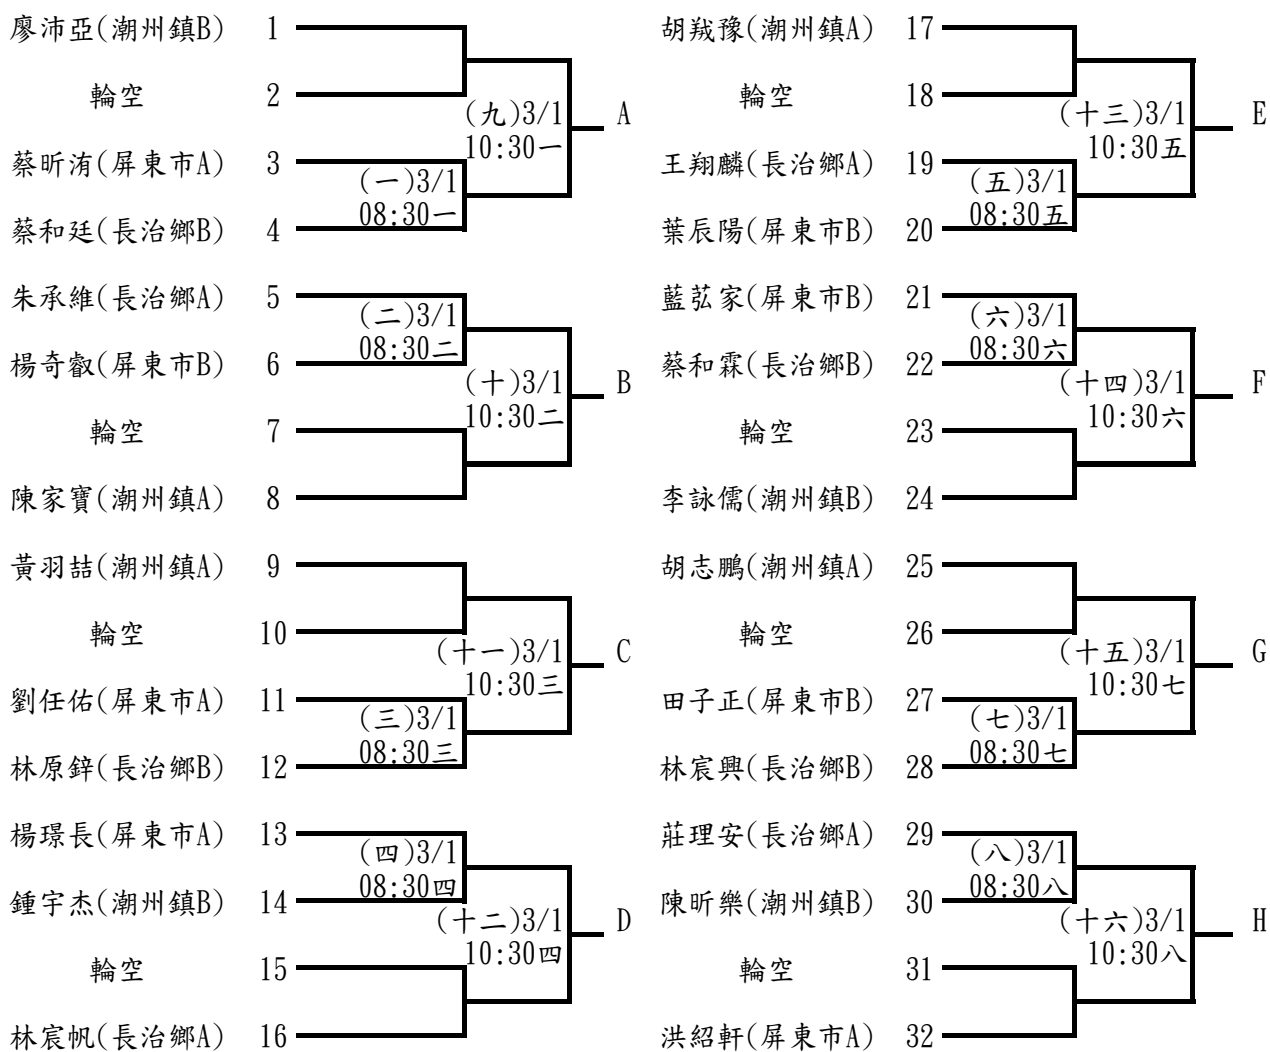 廖沛亞(潮州鎮B) 1
輪空 2
(九)3/1 A
10:30一
蔡昕洧(屏東市A) 3
(一)3/1
08:30一
蔡和廷(長治鄉B) 4
朱承維(長治鄉A) 5
(二)3/1
08:30二
楊奇叡(屏東市B) 6
(十)3/1 B
10:30二
輪空 7
陳家寶(潮州鎮A) 8
黃羽喆(潮州鎮A) 9
輪空 10
(十一)3/1 C
10:30三
劉任佑(屏東市A) 11
(三)3/1
08:30三
林原鋅(長治鄉B) 12
楊璟長(屏東市A) 13
(四)3/1
08:30四
鍾宇杰(潮州鎮B) 14
(十二)3/1 D
10:30四
輪空 15
林宸帆(長治鄉A) 16
胡羢豫(潮州鎮A) 17
輪空 18
(十三)3/1 E
10:30五
王翔麟(長治鄉A) 19
(五)3/1
08:30五
葉辰陽(屏東市B) 20
藍苰家(屏東市B) 21
(六)3/1
08:30六
蔡和霖(長治鄉B) 22
(十四)3/1 F
10:30六
輪空 23
李詠儒(潮州鎮B) 24
胡志鵬(潮州鎮A) 25
輪空 26
(十五)3/1 G
10:30七
田子正(屏東市B) 27
(七)3/1
08:30七
林宸興(長治鄉B) 28
莊理安(長治鄉A) 29
(八)3/1
08:30八
陳昕樂(潮州鎮B) 30
(十六)3/1 H
10:30八
輪空 31
洪紹軒(屏東市A) 32